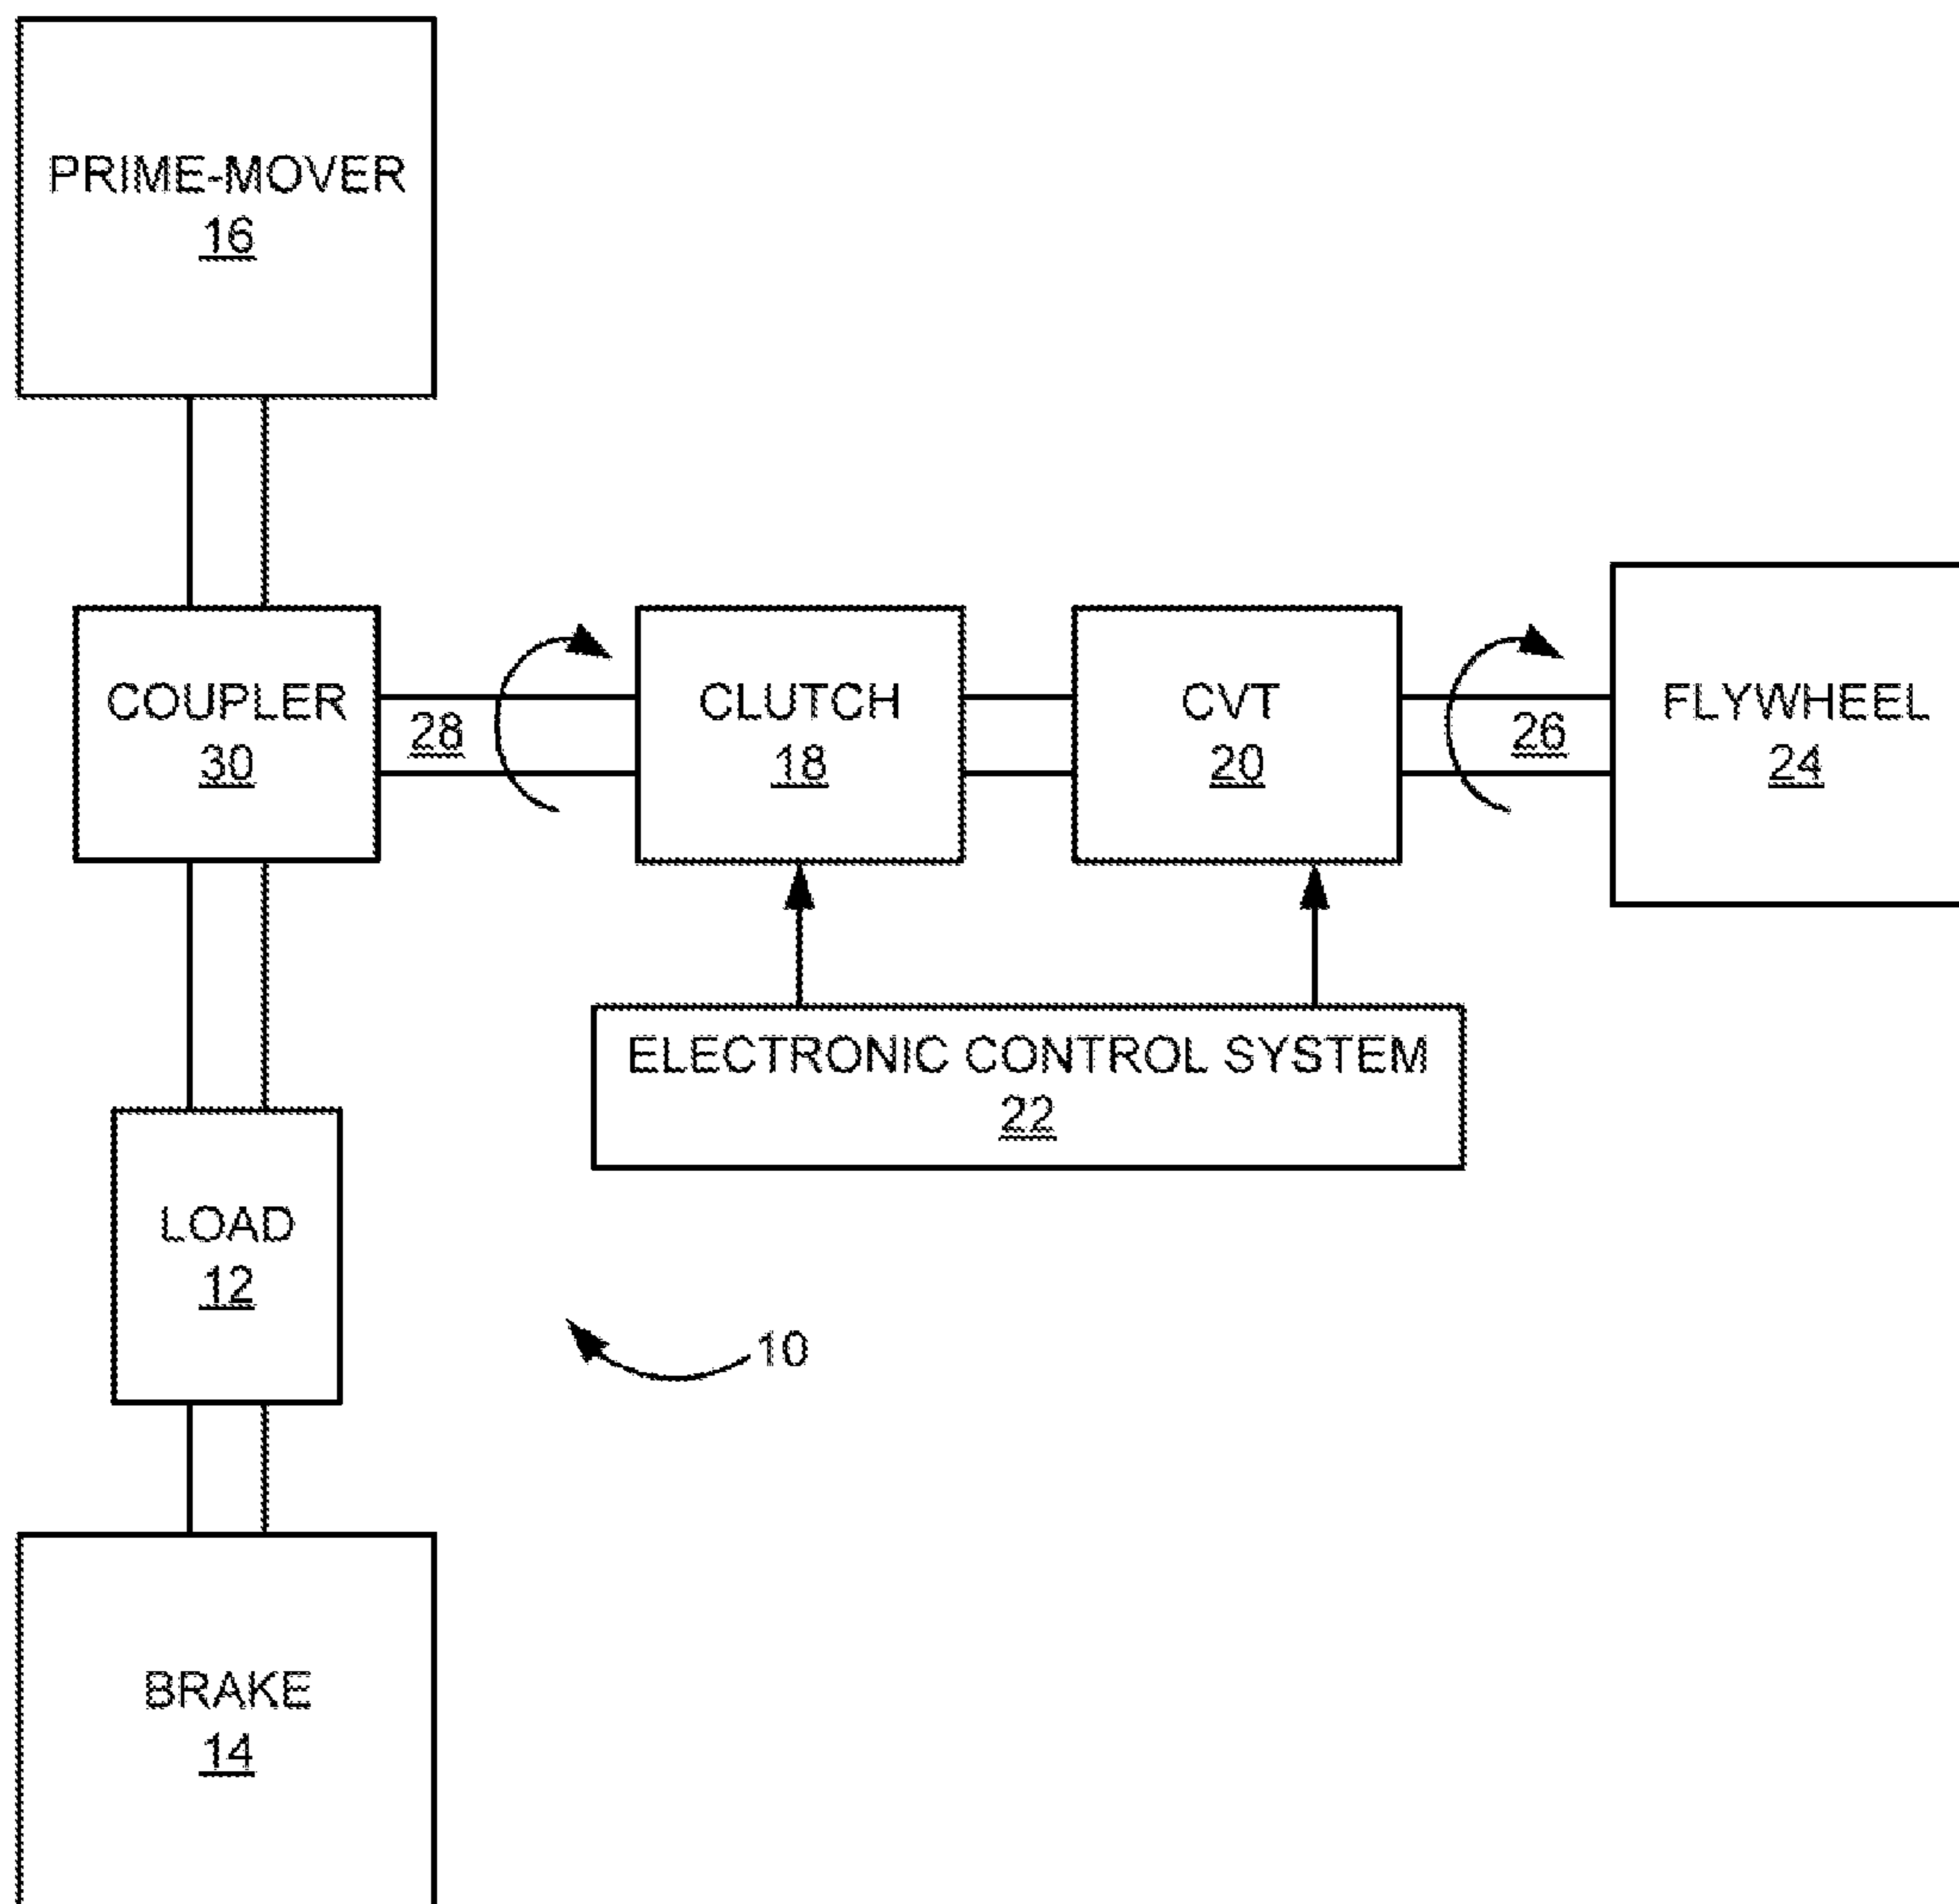 PRIME-MOVER
16
COUPLER
30
28
CLUTCH
18
CVT
20
26
FLYWHEEL
24
ELECTRONIC CONTROL SYSTEM
22
LOAD
12
10
BRAKE
14